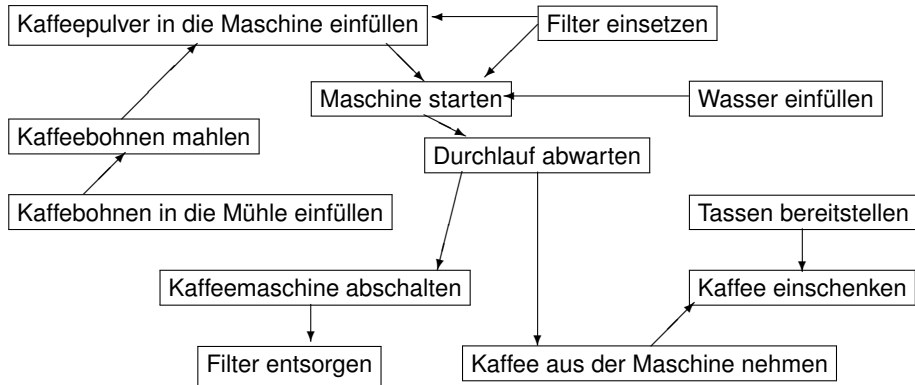 Kaffeepulver in die Maschine einfüllen
Filter einsetzen
Maschine starten
Wasser einfüllen
Kaffeebohnen mahlen
Durchlauf abwarten
Kaffebohnen in die Mühle einfüllen
Tassen bereitstellen
Kaffeemaschine abschalten
Kaffee einschenken
Filter entsorgen
Kaffee aus der Maschine nehmen